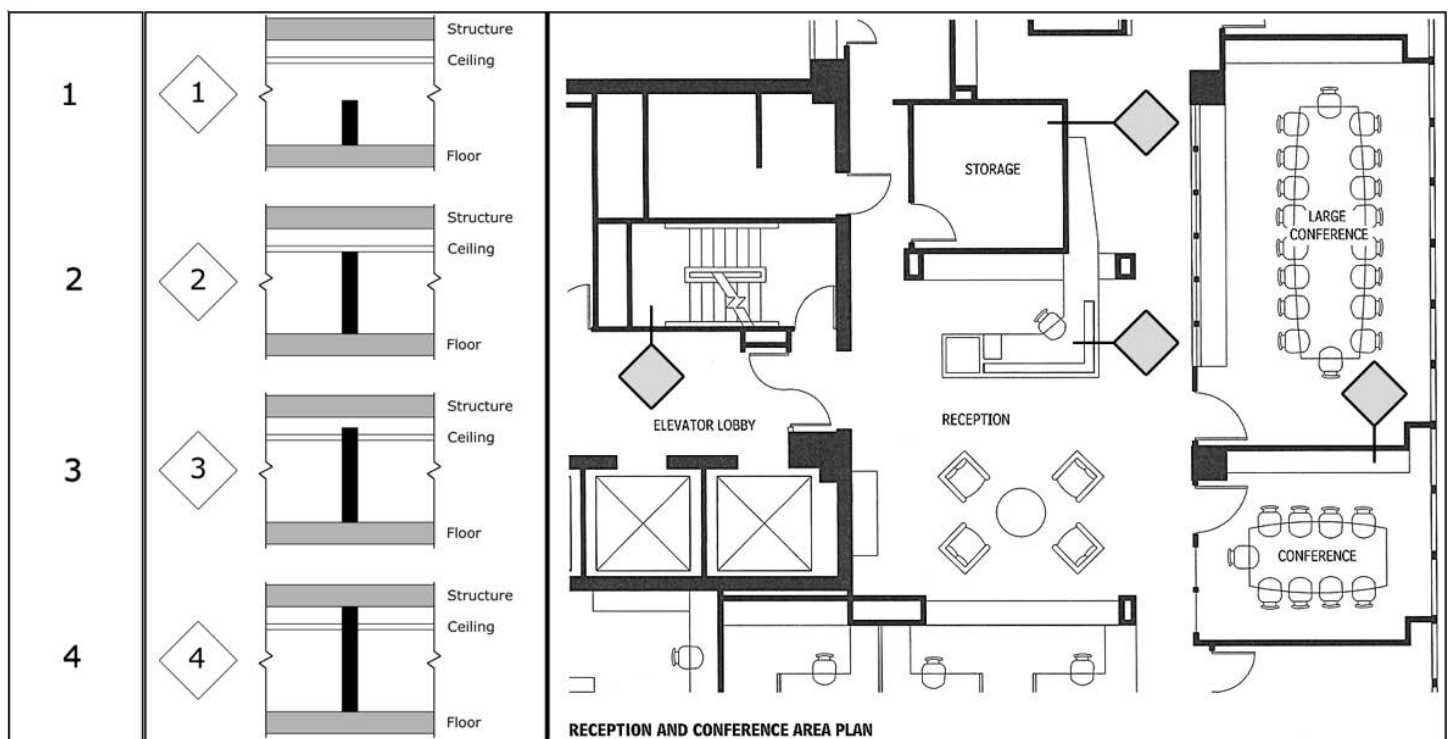 1
1
Structure
Ceiling
Floor
2
2
Structure
Ceiling
Floor
3
3
Structure
Ceiling
Floor
4
4
Structure
Ceiling
Floor
STORAGE
LARGE
CONFERENCE
ELEVATOR LOBBY
RECEPTION
CONFERENCE
RECEPTION AND CONFERENCE AREA PLAN